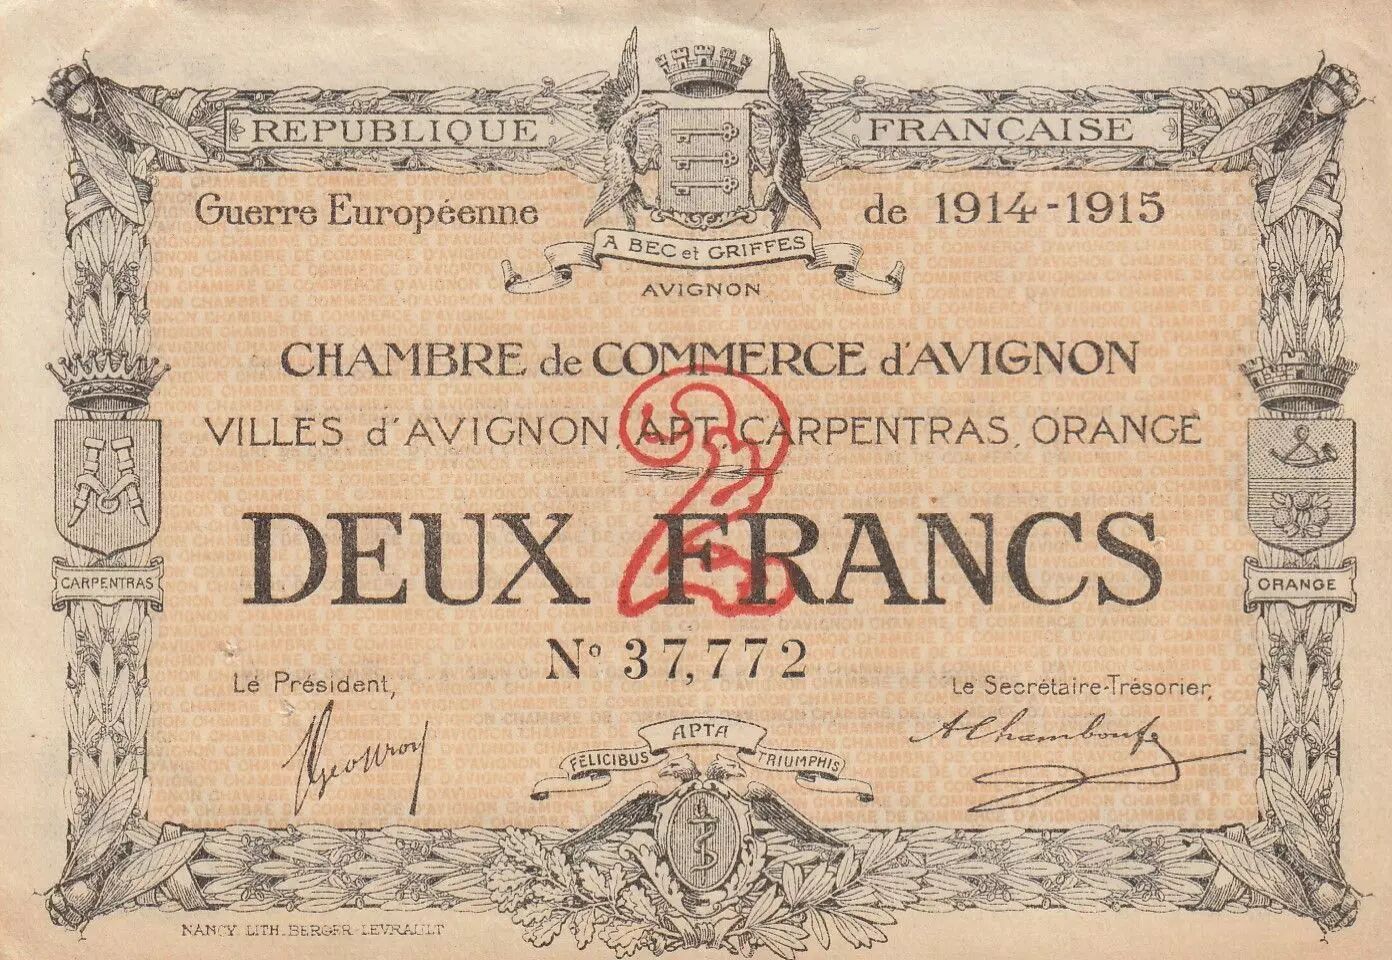 REPUBLIQUE FRANÇAISE
Guerre Européenne de 1914-1915
A BEC et GRIFFES
AVIGNON
CHAMBRE de COMMERCE d'AVIGNON
VILLES d'AVIGNON, APT, CARPENTRAS, ORANGE
2
DEUX FRANCS
CARPENTRAS
ORANGE
Nº 37,772
Le Président,
Le Secrétaire-Trésorier,
APTA
FELICIBUS TRIUMPHIS
NANCY LITH. BERGER-LEVRAULT